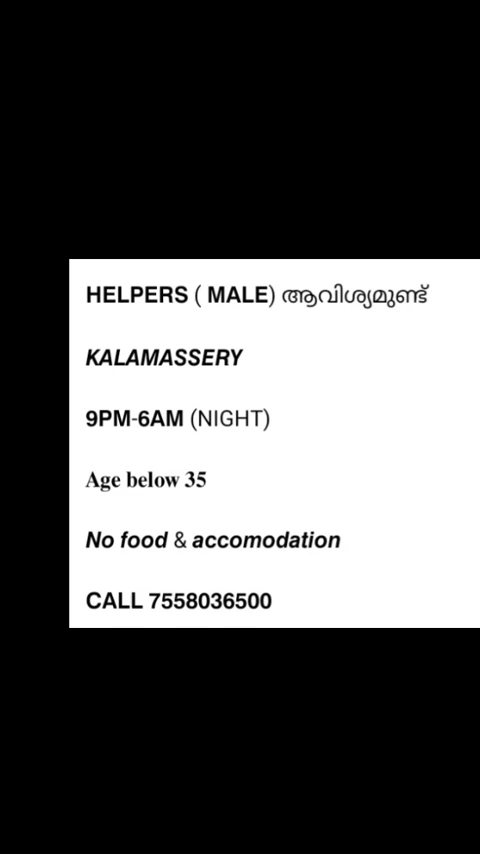 HELPERS ( MALE) ആവിശ്യമുണ്ട്
KALAMASSERY
9PM-6AM (NIGHT)
Age below 35
No food & accomodation
CALL 7558036500